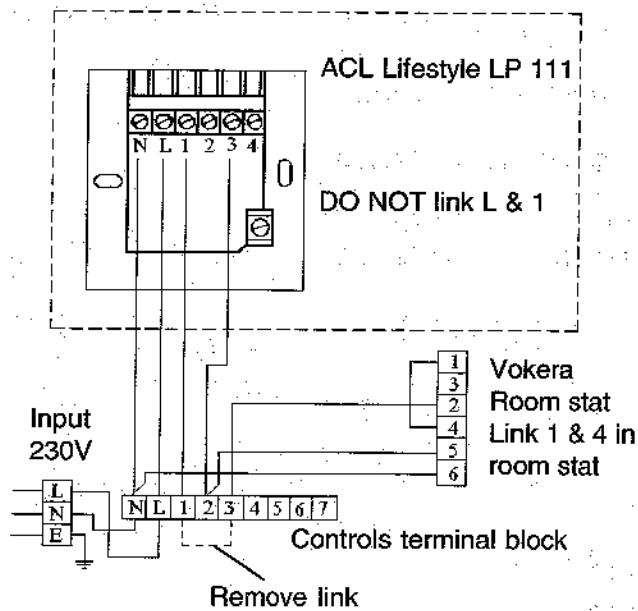 ACL Lifestyle LP 111
N L 1 2 3 4
DO NOT link L & 1
1
3
2
4
5
6
Vokera
Room stat
Link 1 & 4 in
room stat
Input
230V
L
N
E
N L 1 2 3 4 5 6 7
Controls terminal block
Remove link